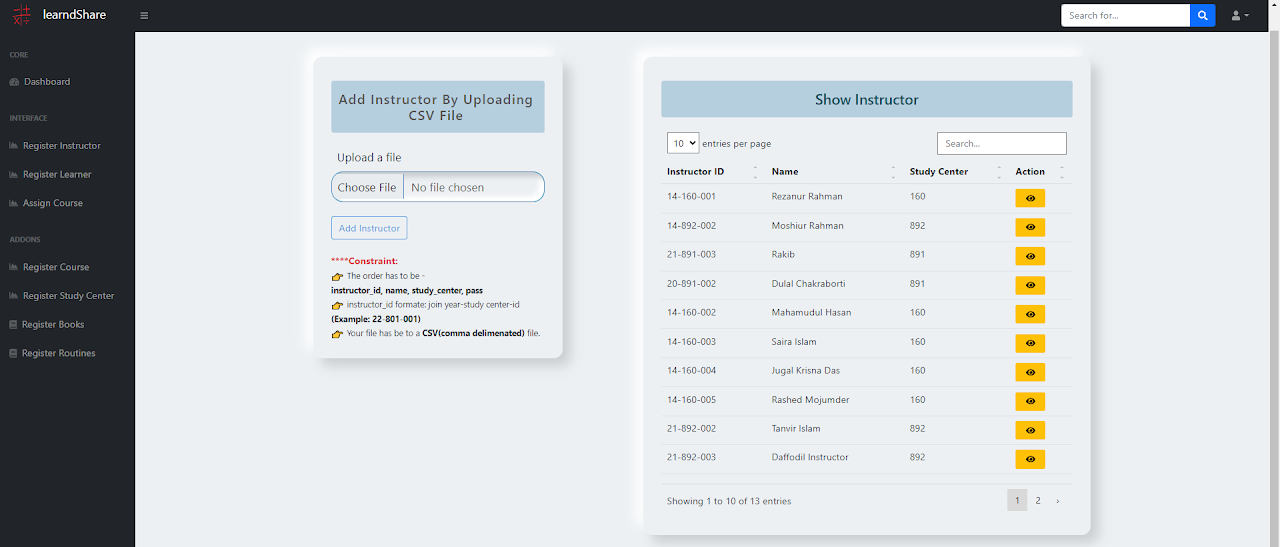 learndShare
Search for...
CORE
Dashboard
INTERFACE
Register Instructor
Register Learner
Assign Course
ADDONS
Register Course
Register Study Center
Register Books
Register Routines
Add Instructor By Uploading
CSV File
Upload a file
Choose File No file chosen
Add Instructor
****Constraint:
👉 The order has to be -
instructor_id, name, study_center, pass
👉 instructor_id formate: join year-study center-id
(Example: 22-801-001)
👉 Your file has be to a CSV(comma delimenated) file.
Show Instructor
10 entries per page
Search...
Instructor ID Name Study Center Action
14-160-001 Rezanur Rahman 160
14-892-002 Moshiur Rahman 892
21-891-003 Rakib 891
20-891-002 Dulal Chakraborti 891
14-160-002 Mahamudul Hasan 160
14-160-003 Saira Islam 160
14-160-004 Jugal Krisna Das 160
14-160-005 Rashed Mojumder 160
21-892-002 Tanvir Islam 892
21-892-003 Daffodil Instructor 892
Showing 1 to 10 of 13 entries
1 2 ›